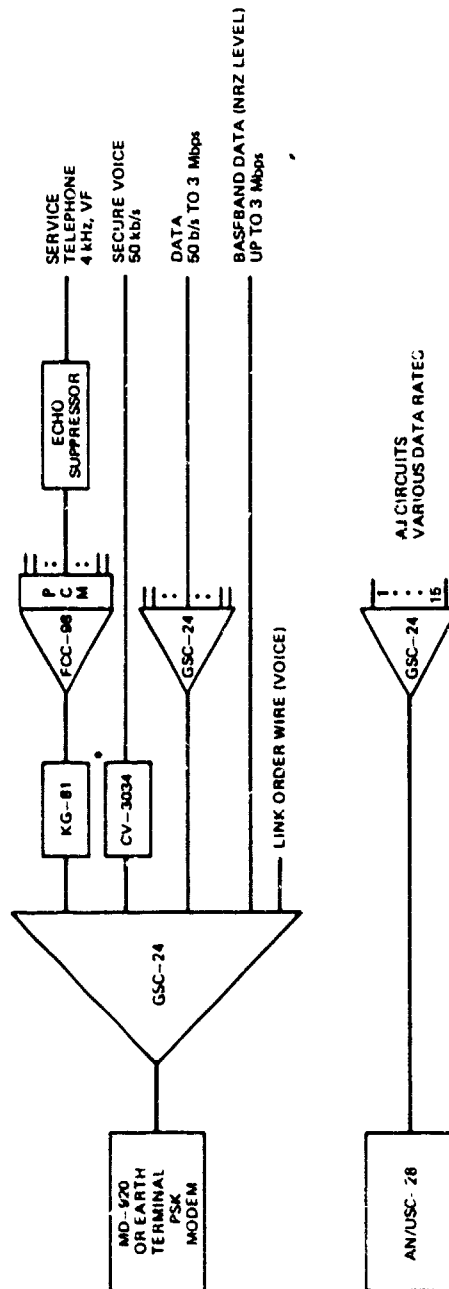 SERVICE
TELEPHONE
4 kHz, VF
SECURE VOICE
50 kb/s
DATA
50 b/s TO 3 Mbps
BASEBAND DATA (NRZ LEVEL)
UP TO 3 Mbps
ECHO
SUPPRESSOR
P
C
M
FCC-98
GSC-24
KG-81
CV-3034
LINK ORDER WIRE (VOICE)
GSC-24
MD-920
OR EARTH
TERMINAL
PSK
MODEM
AJ CIRCUITS
VARIOUS DATA RATES
1
15
GSC-24
AN/USC-28